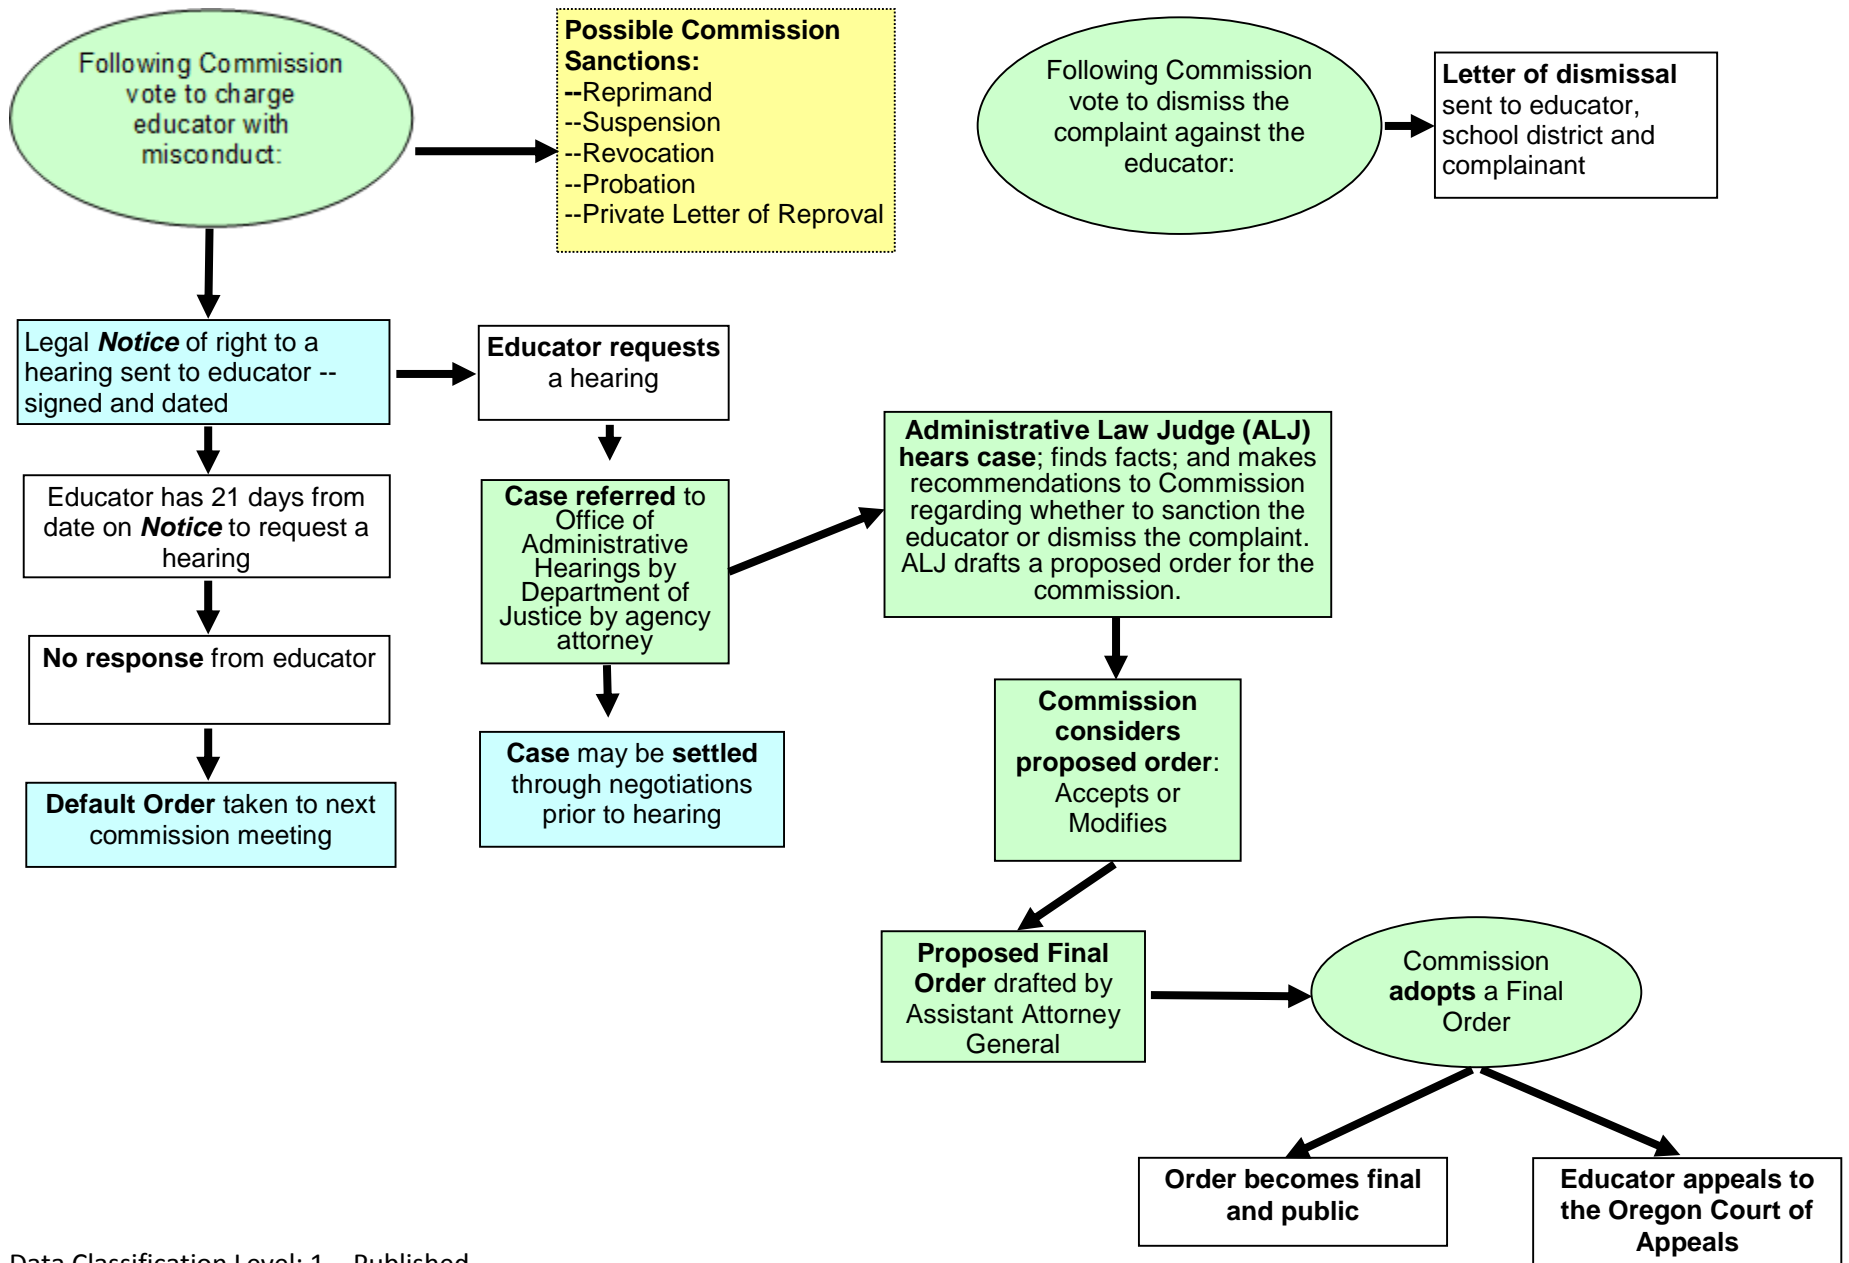 Following Commission
vote to charge
educator with
misconduct:
Possible Commission
Sanctions:
--Reprimand
--Suspension
--Revocation
--Probation
--Private Letter of Reproval
Following Commission
vote to dismiss the
complaint against the
educator:
Letter of dismissal
sent to educator,
school district and
complainant
Legal Notice of right to a
hearing sent to educator --
signed and dated
Educator requests
a hearing
Educator has 21 days from
date on Notice to request a
hearing
No response from educator
Default Order taken to next
commission meeting
Case referred to
Office of
Administrative
Hearings by
Department of
Justice by agency
attorney
Case may be settled
through negotiations
prior to hearing
Administrative Law Judge (ALJ)
hears case; finds facts; and makes
recommendations to Commission
regarding whether to sanction the
educator or dismiss the complaint.
ALJ drafts a proposed order for the
commission.
Commission
considers
proposed order:
Accepts or
Modifies
Proposed Final
Order drafted by
Assistant Attorney
General
Commission
adopts a Final
Order
Order becomes final
and public
Educator appeals to
the Oregon Court of
Appeals
Data Classification Level: 1 – Published